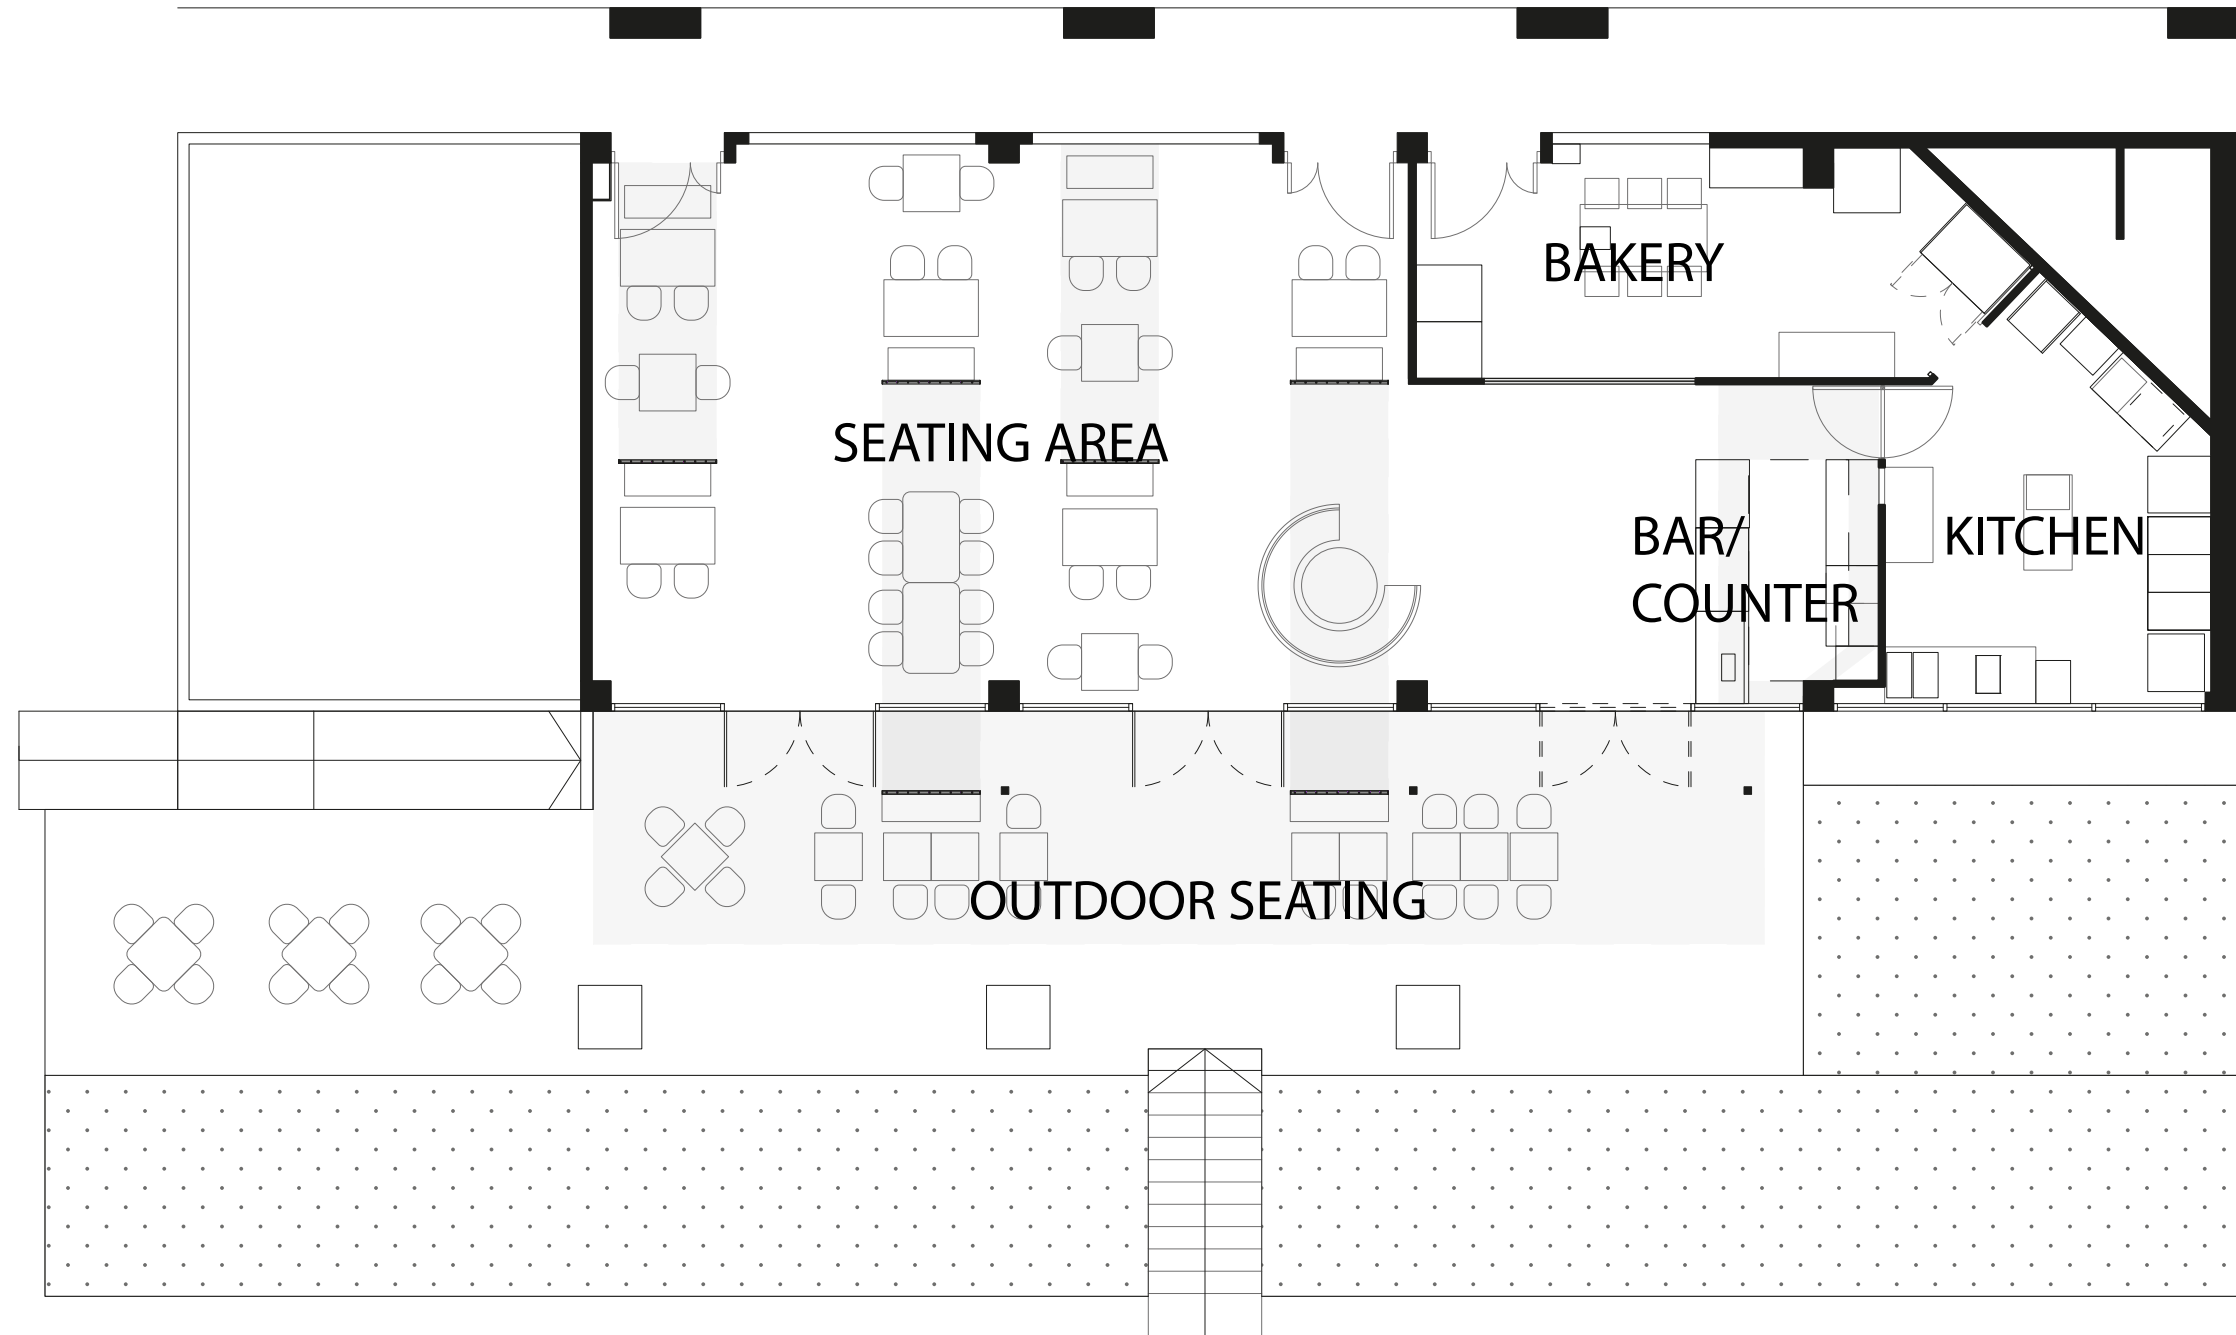 BAKERY
SEATING AREA
BAR/
COUNTER
KITCHEN
OUTDOOR SEATING